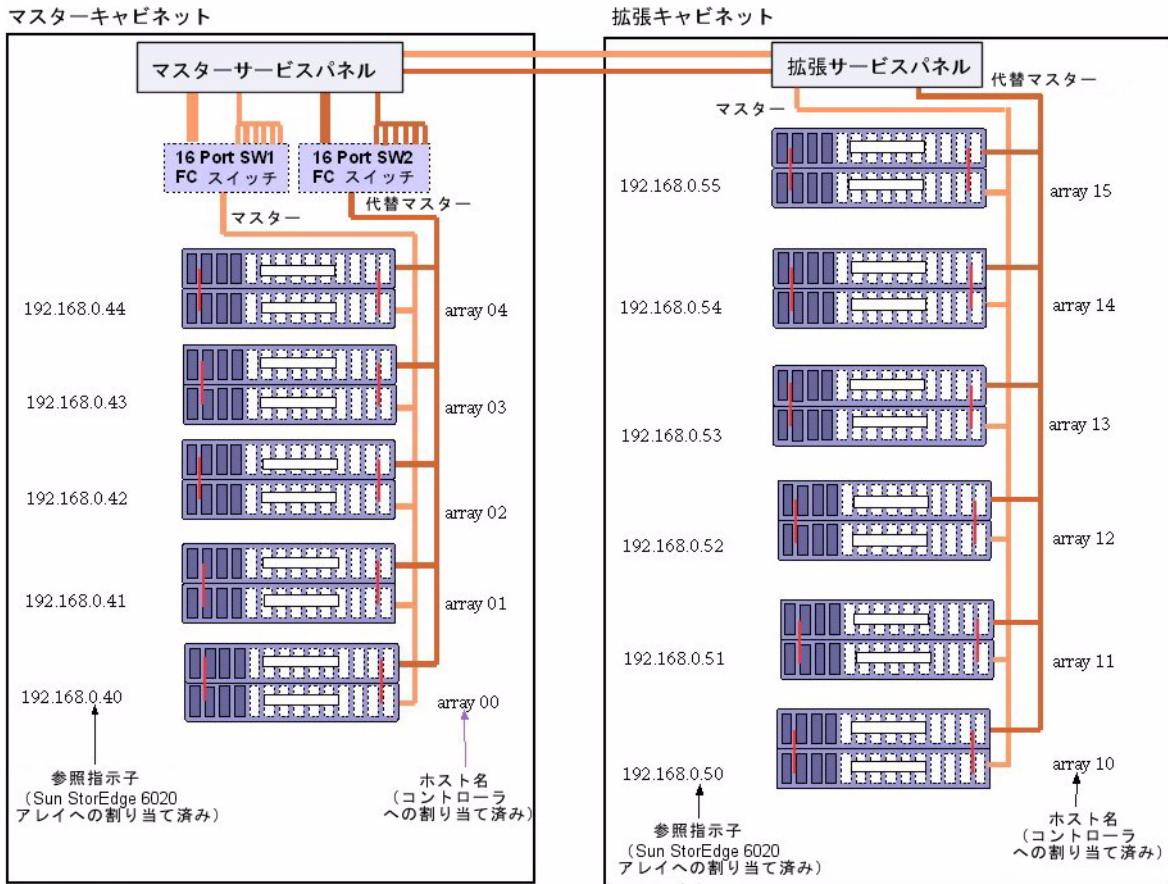 マスターキャビネット
マスターサービスパネル
16 Port SW1
FC スイッチ
16 Port SW2
FC スイッチ
マスター
代替マスター
192.168.0.44
array 04
192.168.0.43
array 03
192.168.0.42
array 02
192.168.0.41
array 01
192.168.0.40
array 00
参照指示子
（Sun StorEdge 6020
アレイへの割り当て済み）
ホスト名
（コントローラ
への割り当て済み）
拡張キャビネット
拡張サービスパネル
代替マスター
マスター
192.168.0.55
array 15
192.168.0.54
array 14
192.168.0.53
array 13
192.168.0.52
array 12
192.168.0.51
array 11
192.168.0.50
array 10
参照指示子
（Sun StorEdge 6020
アレイへの割り当て済み）
ホスト名
（コントローラ
への割り当て済み）